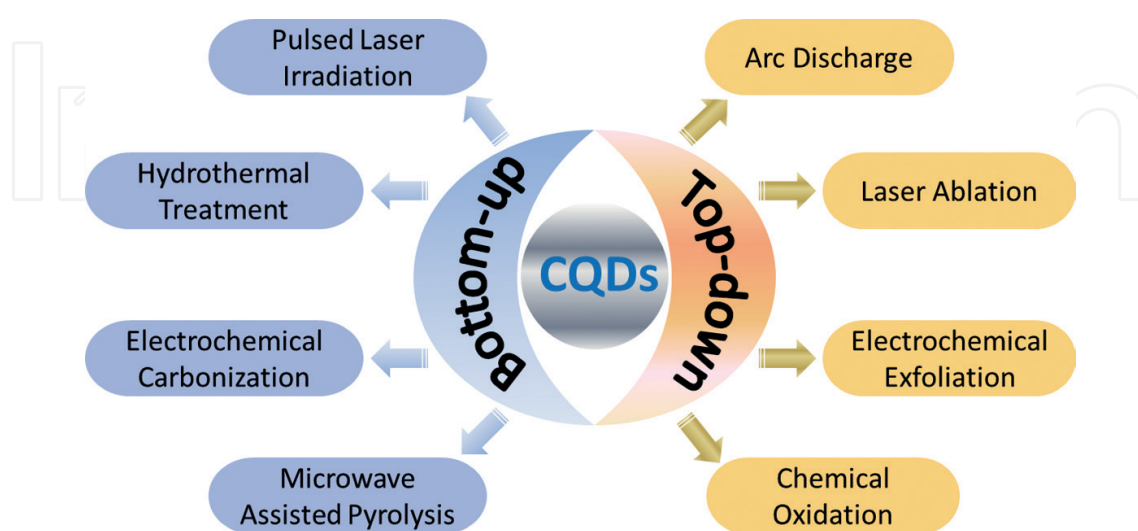 Pulsed Laser
Irradiation
Hydrothermal
Treatment
Electrochemical
Carbonization
Microwave
Assisted Pyrolysis
Bottom-up
CQDs
Top-down
Arc Discharge
Laser Ablation
Electrochemical
Exfoliation
Chemical
Oxidation